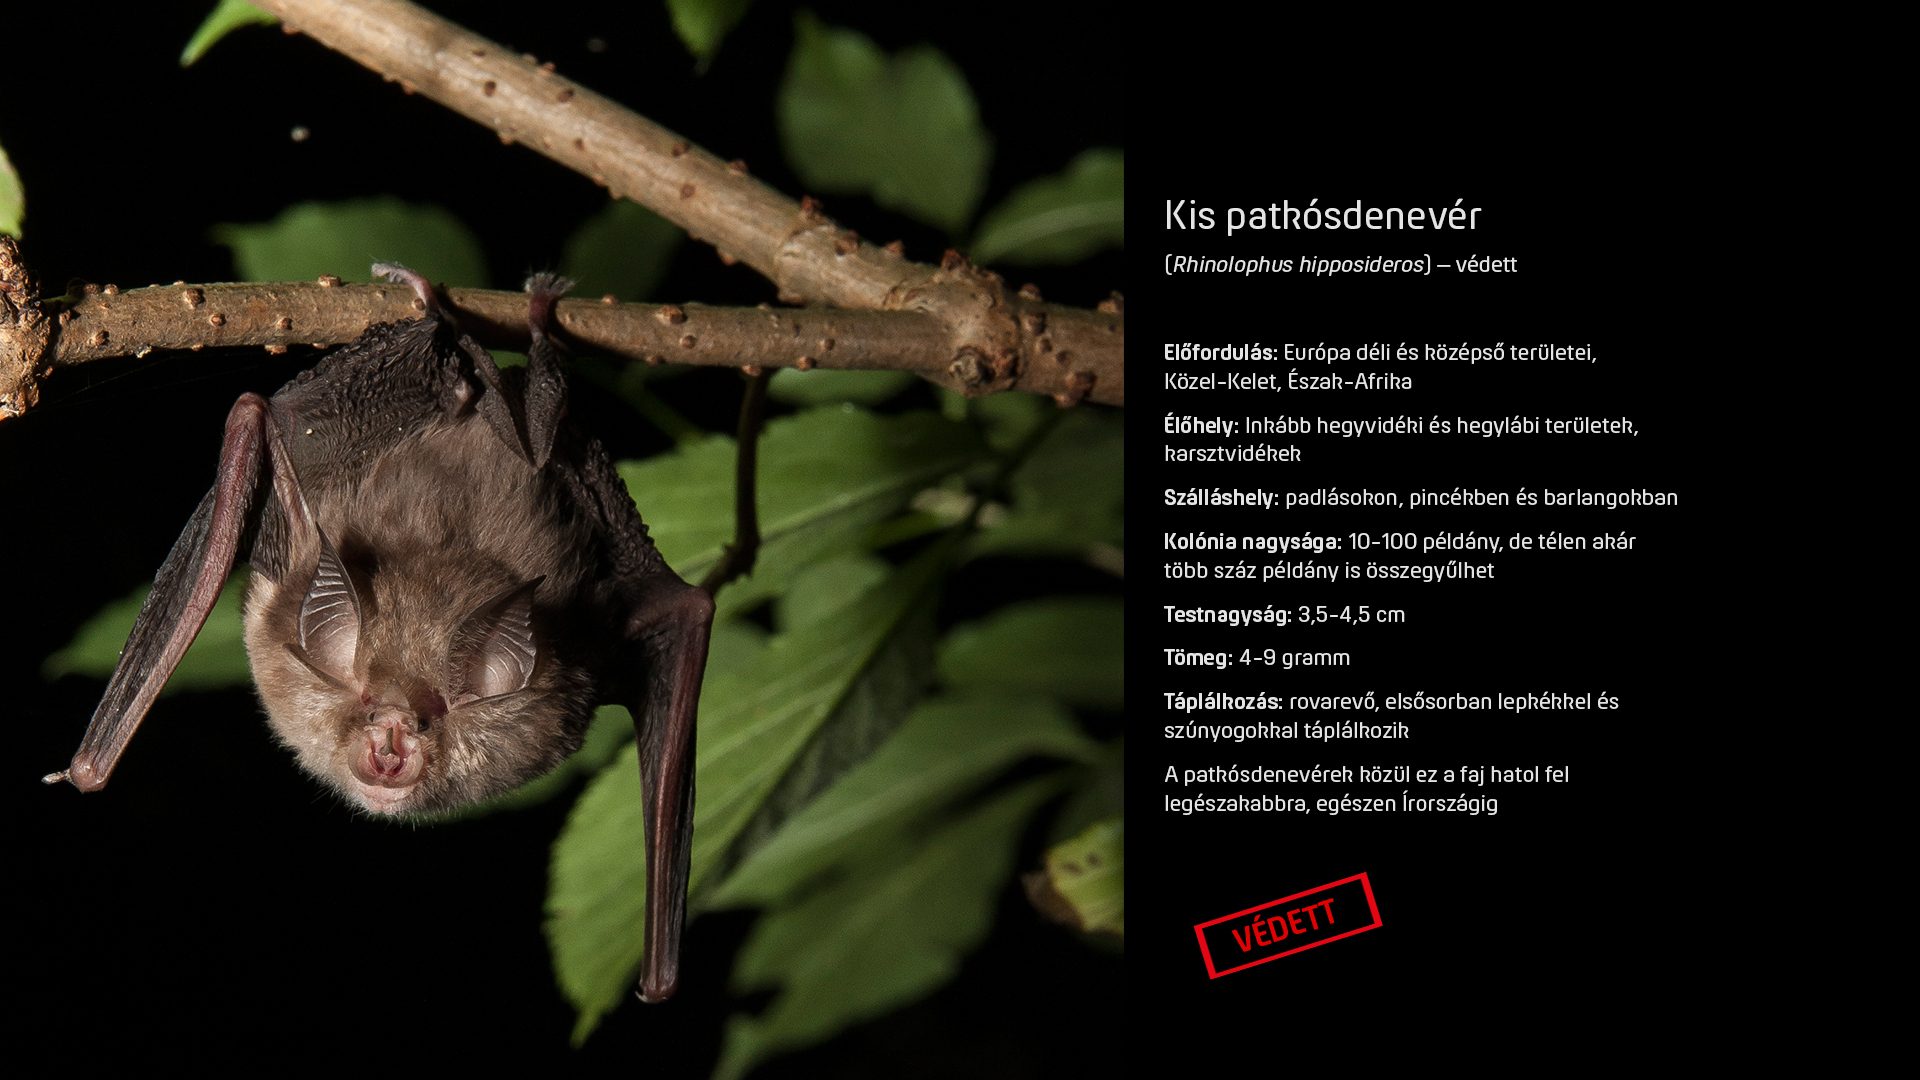 Kis patkósdenevér
(Rhinolophus hipposideros) – védett
Előfordulás: Európa déli és középső területei,
Közel-Kelet, Észak-Afrika
Élőhely: Inkább hegyvidéki és hegylábi területek,
karsztvidékek
Szálláshely: padlásokon, pincékben és barlangokban
Kolónia nagysága: 10-100 példány, de télen akár
több száz példány is összegyűlhet
Testnagyság: 3,5-4,5 cm
Tömeg: 4-9 gramm
Táplálkozás: rovarevő, elsősorban lepkékkel és
szúnyogokkal táplálkozik
A patkósdenevérek közül ez a faj hatol fel
legészakabbra, egészen Írországig
VÉDETT